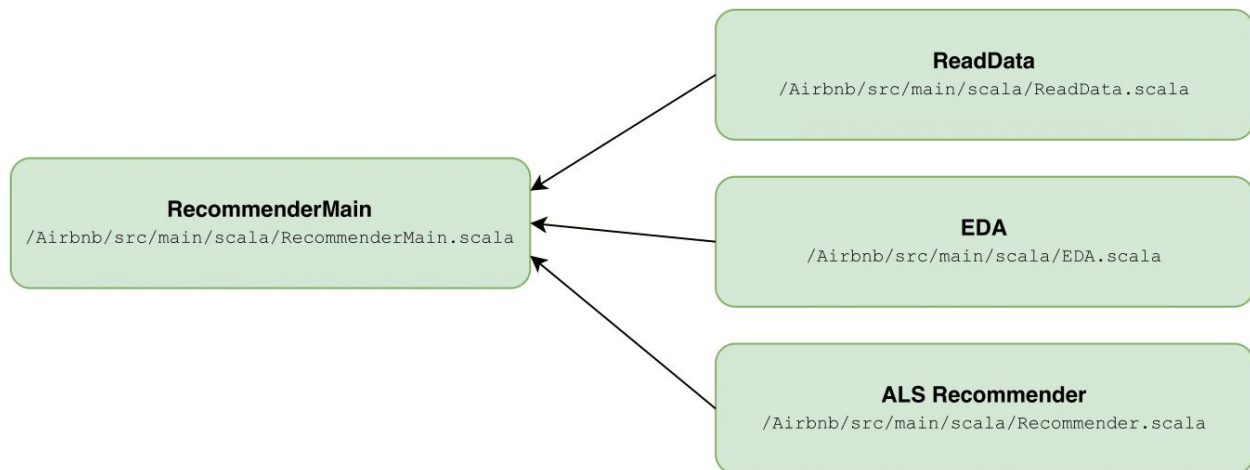 ReadData
/Airbnb/src/main/scala/ReadData.scala
RecommenderMain
/Airbnb/src/main/scala/RecommenderMain.scala
EDA
/Airbnb/src/main/scala/EDA.scala
ALS Recommender
/Airbnb/src/main/scala/Recommender.scala